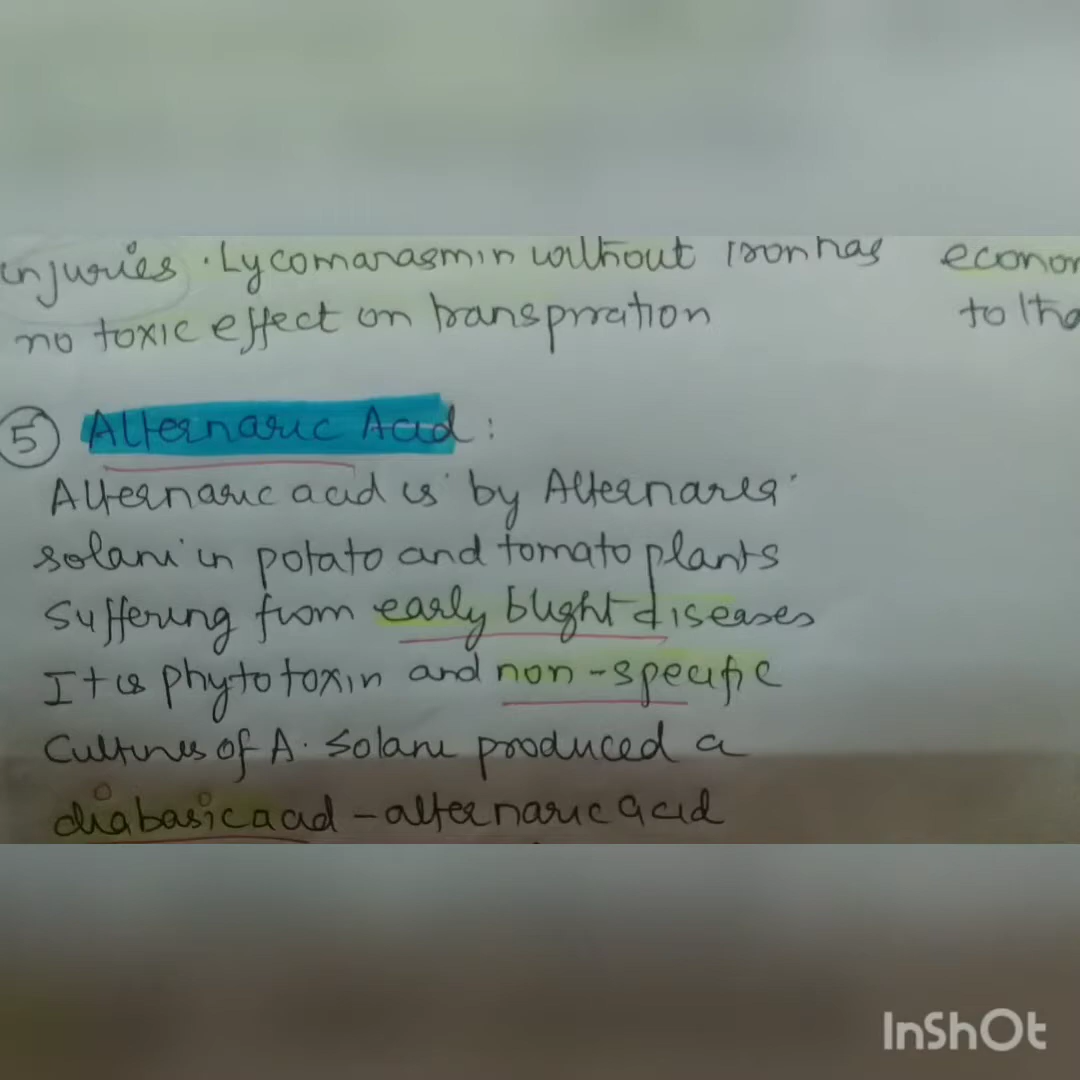 injuries. Lycomarasmin without iron has
no toxic effect on transpiration
econo
to
5 Alternaric Acid :
Alternaric acid is by Alternaria
solani in potato and tomato plants
suffering from early blight diseases
It is phytotoxin and non-specific
Cultures of A. Solani produced a
diabasic acid - alternaric acid
InShOt